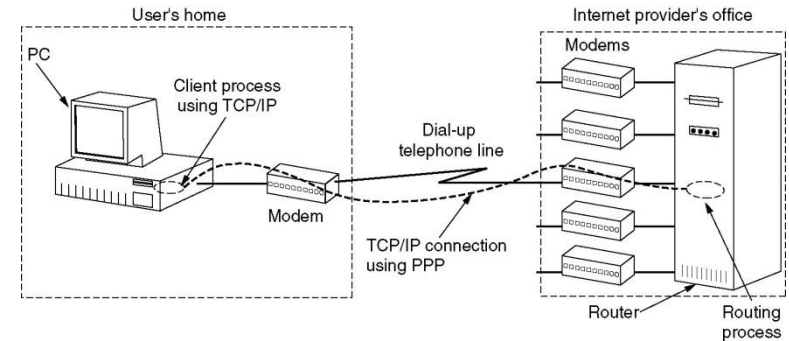 User's home
Internet provider's office
PC
Modems
Client process
using TCP/IP
Dial-up
telephone line
Modem
TCP/IP connection
using PPP
Router
Routing
process